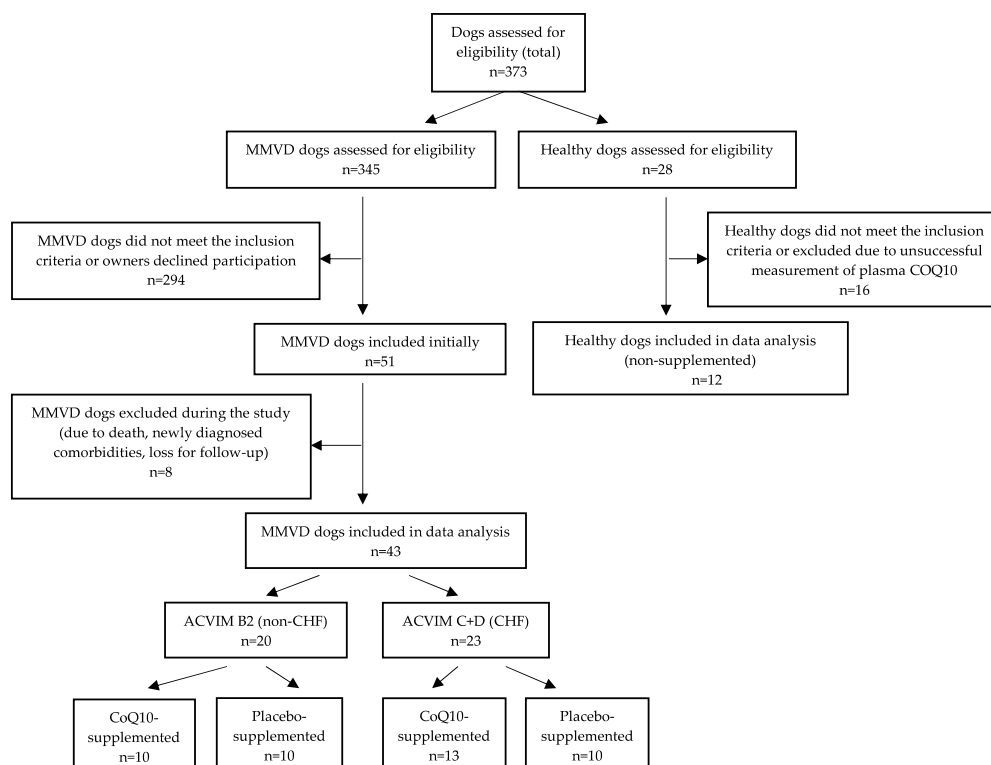 Dogs assessed for
eligibility (total)
n=373
MMVD dogs assessed for eligibility
n=345
Healthy dogs assessed for eligibility
n=28
MMVD dogs did not meet the inclusion
criteria or owners declined participation
n=294
Healthy dogs did not meet the inclusion
criteria or excluded due to unsuccessful
measurement of plasma COQ10
n=16
MMVD dogs included initially
n=51
Healthy dogs included in data analysis
(non-supplemented)
n=12
MMVD dogs excluded during the study
(due to death, newly diagnosed
comorbidities, loss for follow-up)
n=8
MMVD dogs included in data analysis
n=43
ACVIM B2 (non-CHF)
n=20
ACVIM C+D (CHF)
n=23
CoQ10-
supplemented
n=10
Placebo-
supplemented
n=10
CoQ10-
supplemented
n=13
Placebo-
supplemented
n=10